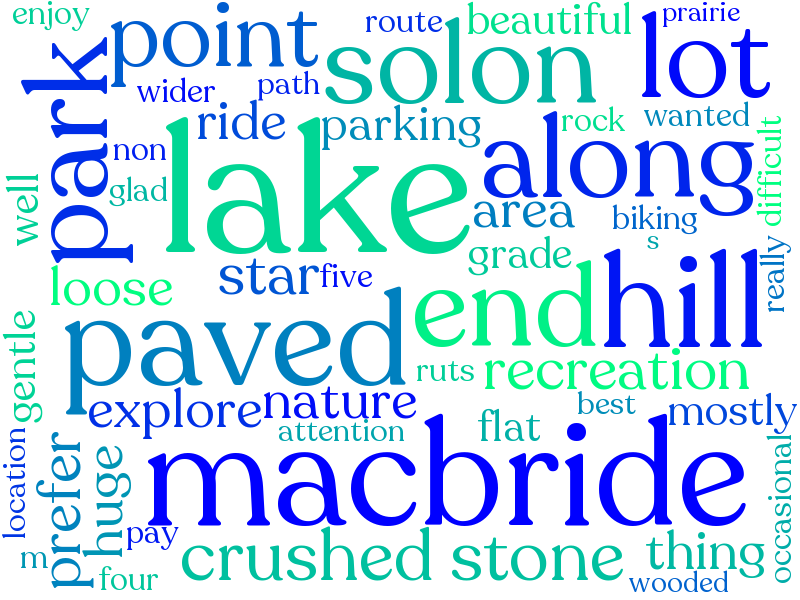 enjoy
point
route
beautiful
prairie
park
wider
path
solon
lot
ride
parking
rock
wanted
non
glad
lake
along
difficult
well
area
biking
s
loose
star
five
grade
really
paved
end
hill
gentle
ruts
recreation
explore
nature
best
mostly
attention
flat
location
prefer
huge
macbride
occasional
pay
m
four
crushed stone
thing
wooded